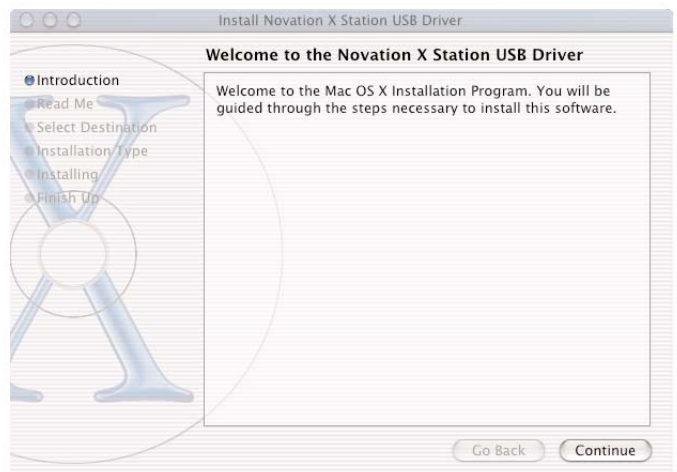 Install Novation X Station USB Driver
Welcome to the Novation X Station USB Driver
Introduction
Read Me
Select Destination
Installation Type
Installing
Finish Up
Welcome to the Mac OS X Installation Program. You will be
guided through the steps necessary to install this software.
Go Back
Continue